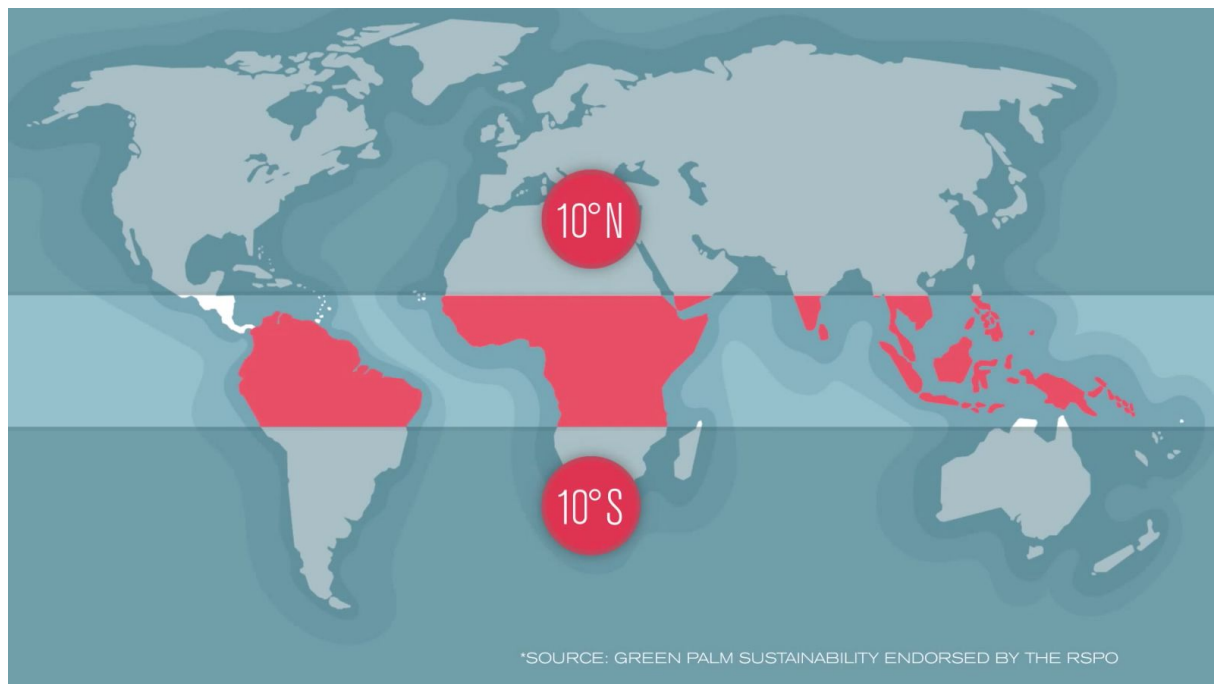 10° N
10° S
*SOURCE: GREEN PALM SUSTAINABILITY ENDORSED BY THE RSPO